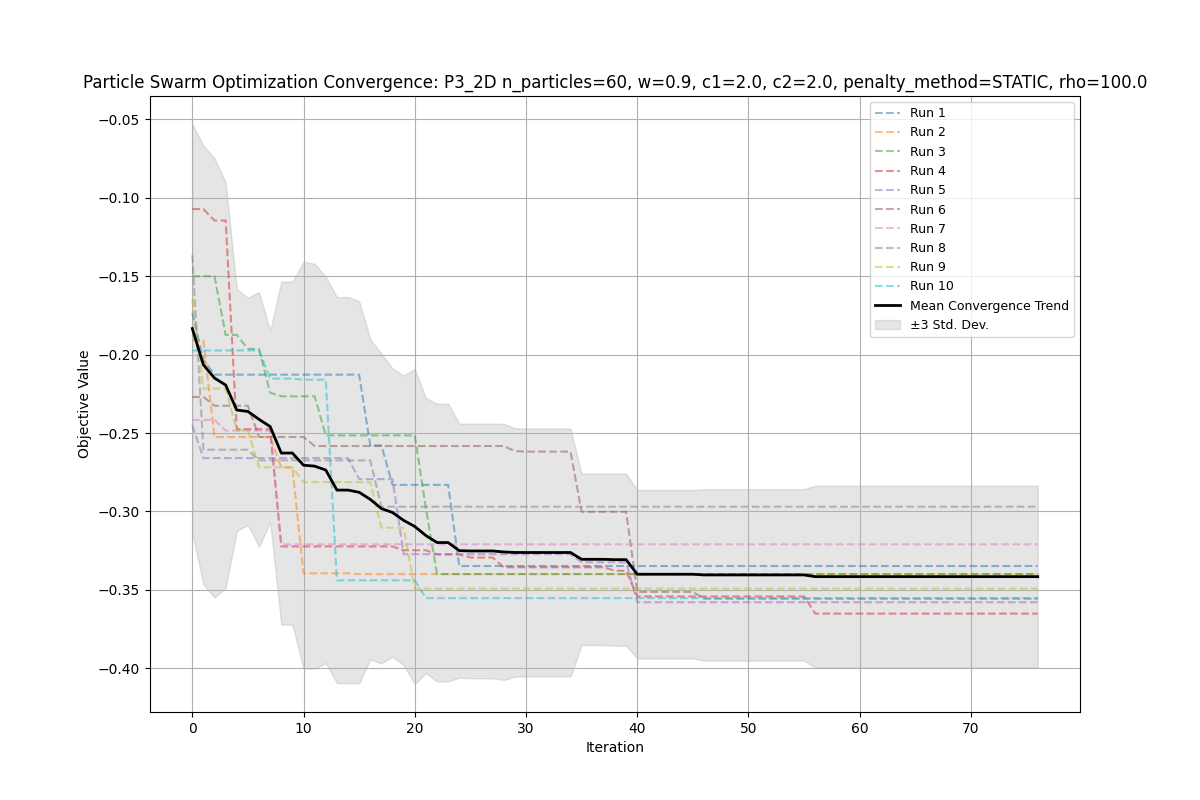 Particle Swarm Optimization Convergence: P3_2D n_particles=60, w=0.9, c1=2.0, c2=2.0, penalty_method=STATIC, rho=100.0
Run 1
Run 2
Run 3
Run 4
Run 5
Run 6
Run 7
Run 8
Run 9
Run 10
Mean Convergence Trend
±3 Std. Dev.
Objective Value
−0.05
−0.10
−0.15
−0.20
−0.25
−0.30
−0.35
−0.40
0 10 20 30 40 50 60 70
Iteration